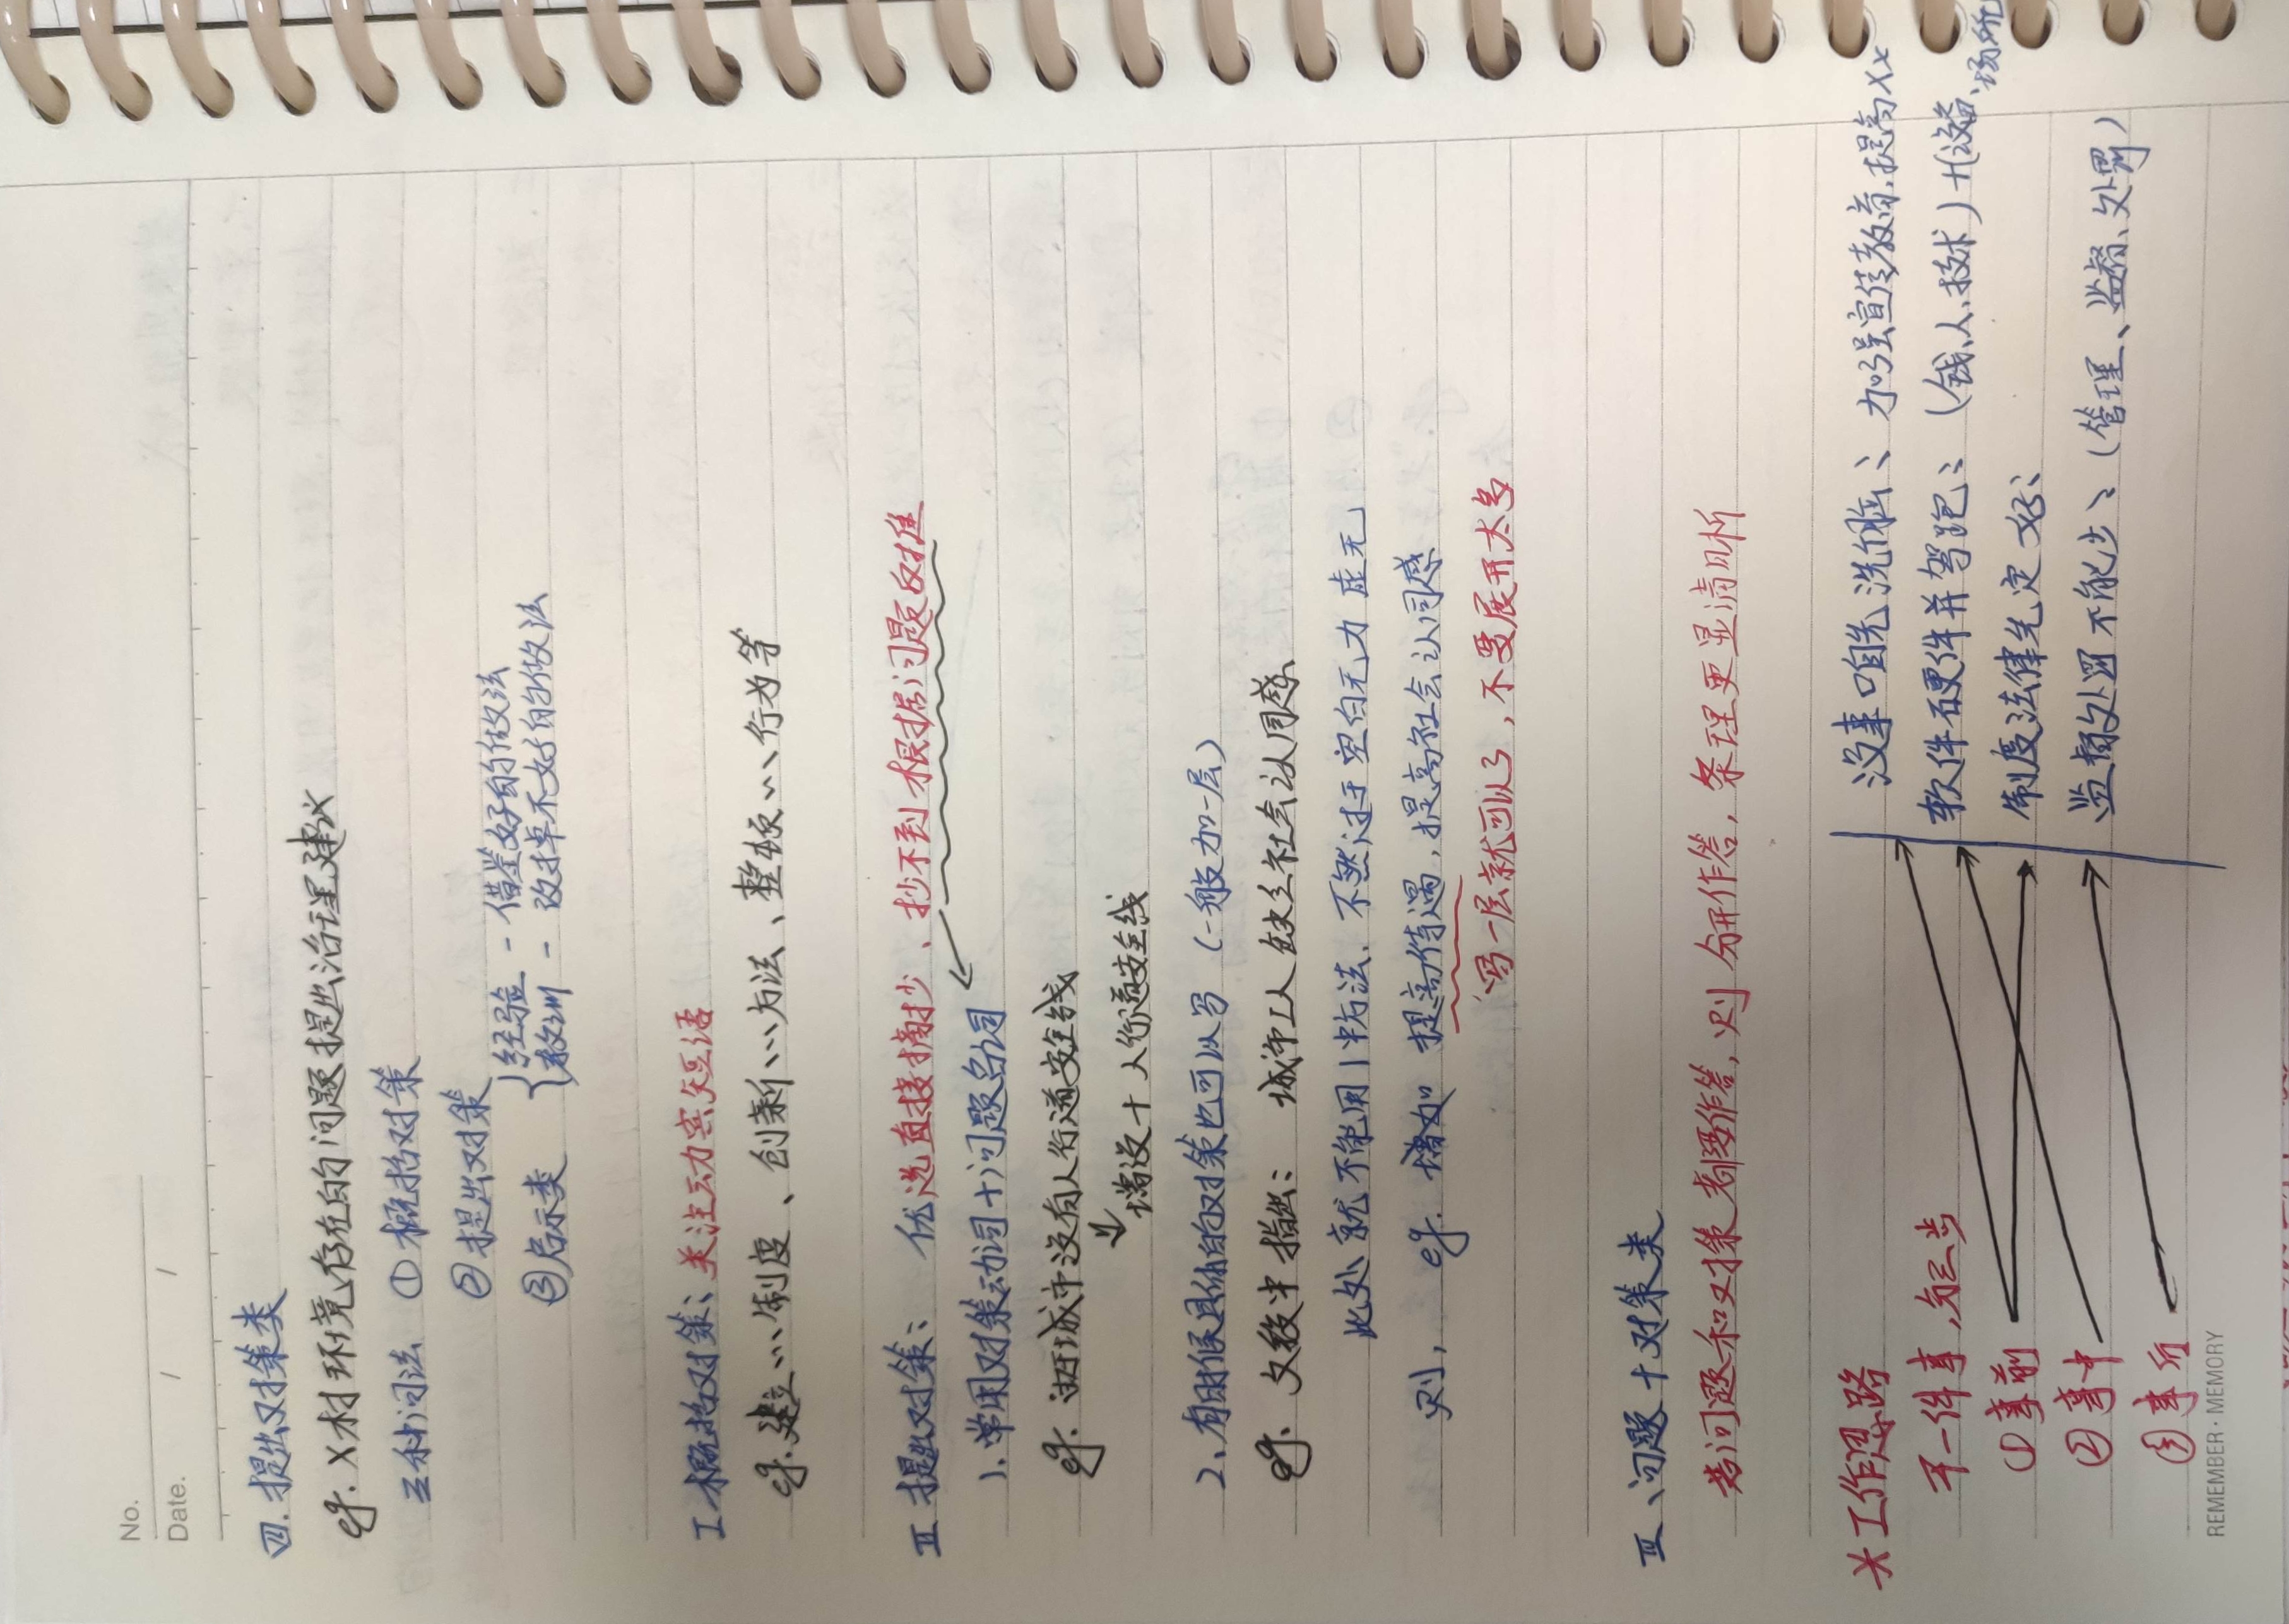 No.
Date. / /
四. 提出对策类
eg. X村环境存在的问题提出治理建议
三种问法 ①概括对策
②提出对策
③启示类 { 经验 - 借鉴好的做法
教训 - 改掉不好的做法
I 概括对策：关注动宾短语
eg. 建立…制度、创新…方法、整顿…行为等
II 提出对策： 优选直接摘抄、抄不到根据问题反推
1. 常用对策动词+问题名词
eg. 由于城市没有人行道安全线
增设+人行道安全线
2、有时候具体的对策也可以写（一般加一层）
eg. 文段中指出： 城市工人缺乏社会认同感
此处就不能用1中方法, 不然过于空白无力虚无
则, eg. 增加 提高待遇, 提高社会认同感
写一层就可以了, 不要展开太多
III、问题+对策类
若问题和对策都要作答, 则分开作答, 条理更显清晰
工作思路
干一件事, 分三步
①事前
②事中
③事后
没事咱先洗脑：加强宣传教育, 提高xx
软件硬件并驾跑：（钱、人、技术）+（设备、场所
制度法律先定好：
监督处罚不能少：（管理、监督、处罚）
REMEMBER · MEMORY